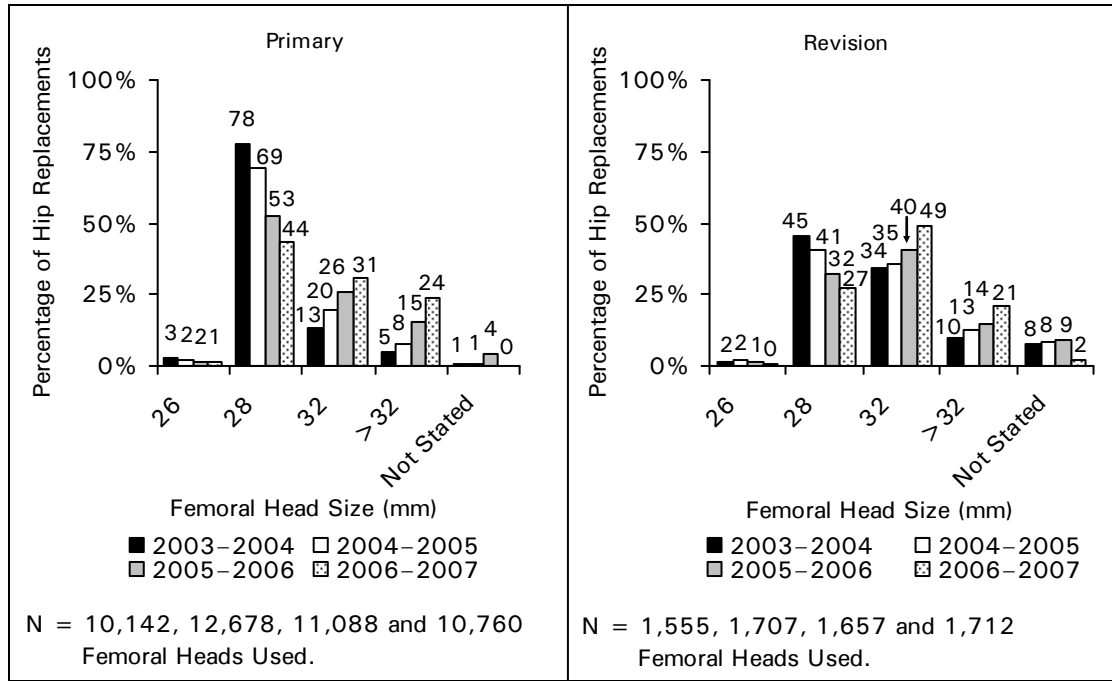 Primary
Percentage of Hip Replacements
100%
75%
50%
25%
0%
3 2 2 1
78 69 53 44
13 20 26 31
5 8 15 24
1 1 4 0
26 28 32 >32 Not Stated
Femoral Head Size (mm)
2003–2004 2004–2005
2005–2006 2006–2007
N = 10,142, 12,678, 11,088 and 10,760
Femoral Heads Used.
Revision
Percentage of Hip Replacements
100%
75%
50%
25%
0%
2 2 1 0
45 41 32 27
34 35 40 49
10 13 14 21
8 8 9 2
26 28 32 >32 Not Stated
Femoral Head Size (mm)
2003–2004 2004–2005
2005–2006 2006–2007
N = 1,555, 1,707, 1,657 and 1,712
Femoral Heads Used.